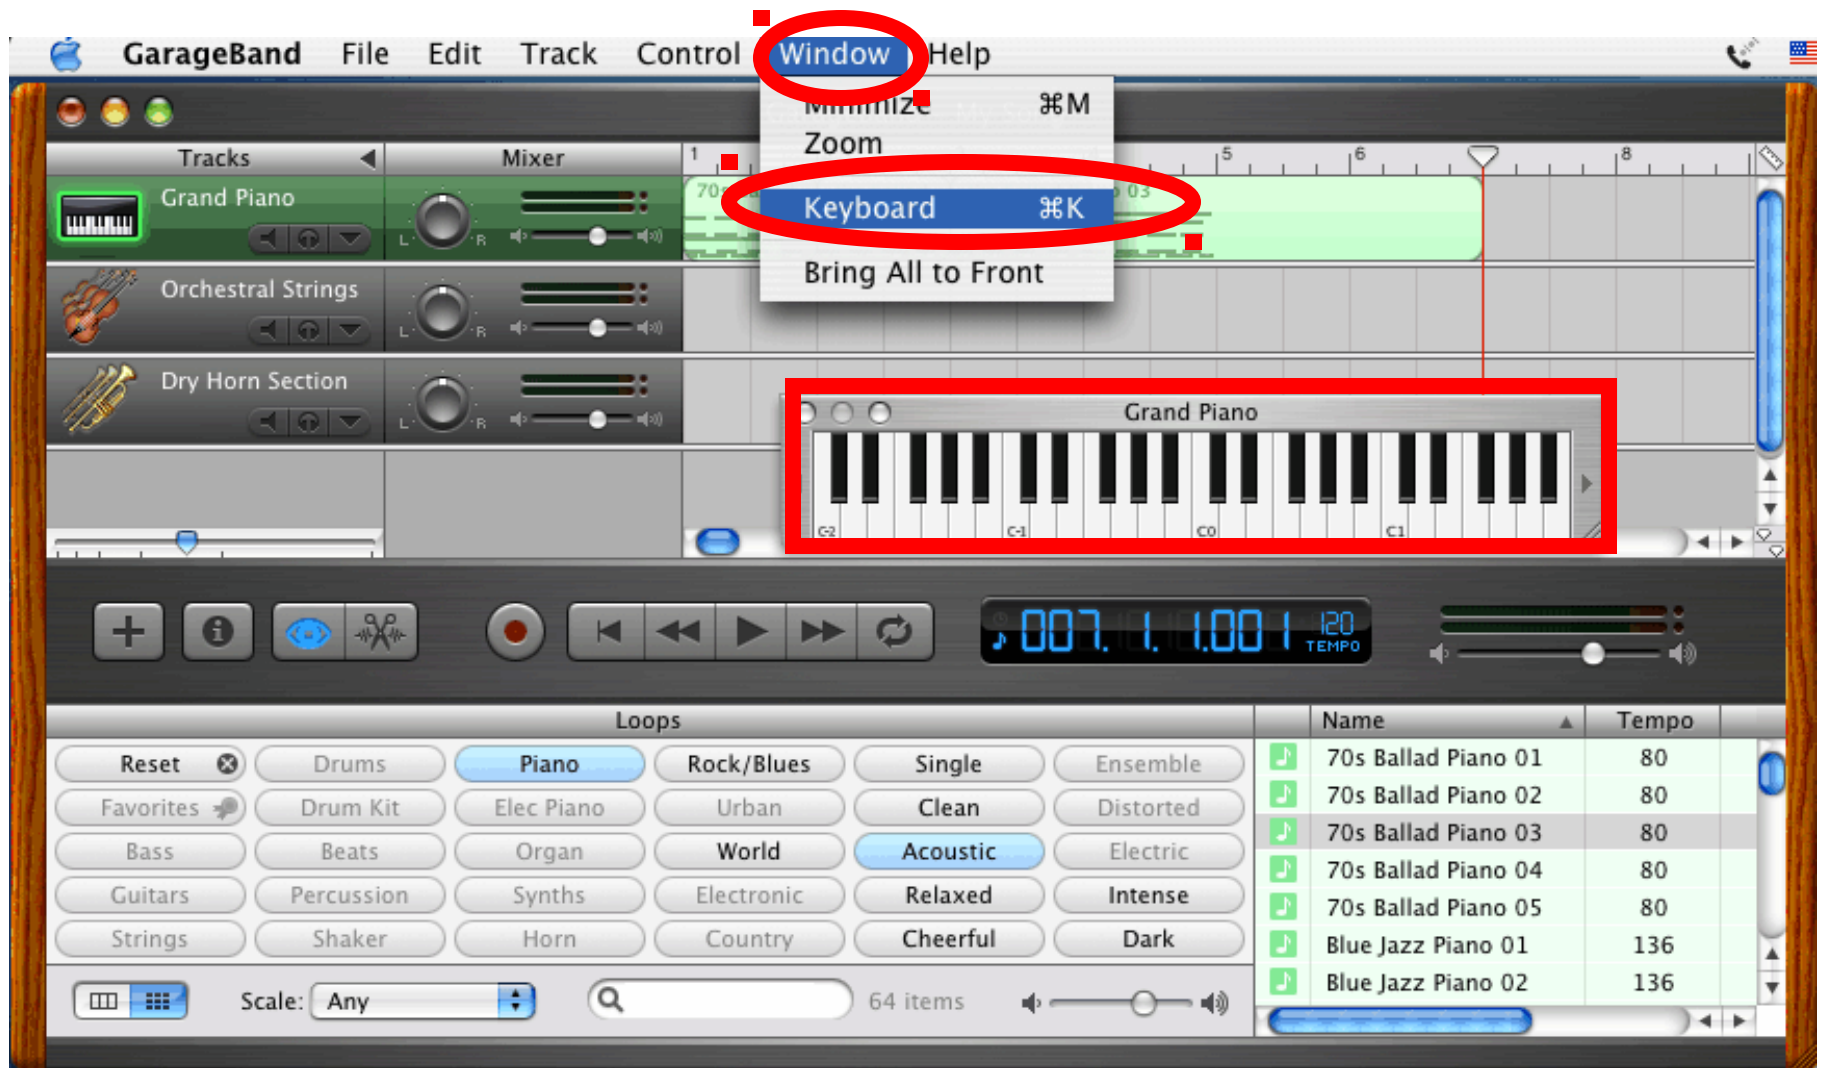 GarageBand File Edit Track Control Window Help
Minimize ⌘M
Zoom
Keyboard ⌘K
Bring All to Front
Tracks Mixer 1 5 6 8
Grand Piano
70s 03
L R
Orchestral Strings
L R
Dry Horn Section
L R
Grand Piano
C-2 C-1 C0 C1
007. 1. 1.001 120
TEMPO
Loops
Name Tempo
Reset Drums Piano Rock/Blues Single Ensemble
Favorites Drum Kit Elec Piano Urban Clean Distorted
Bass Beats Organ World Acoustic Electric
Guitars Percussion Synths Electronic Relaxed Intense
Strings Shaker Horn Country Cheerful Dark
70s Ballad Piano 01 80
70s Ballad Piano 02 80
70s Ballad Piano 03 80
70s Ballad Piano 04 80
70s Ballad Piano 05 80
Blue Jazz Piano 01 136
Blue Jazz Piano 02 136
Scale: Any 64 items